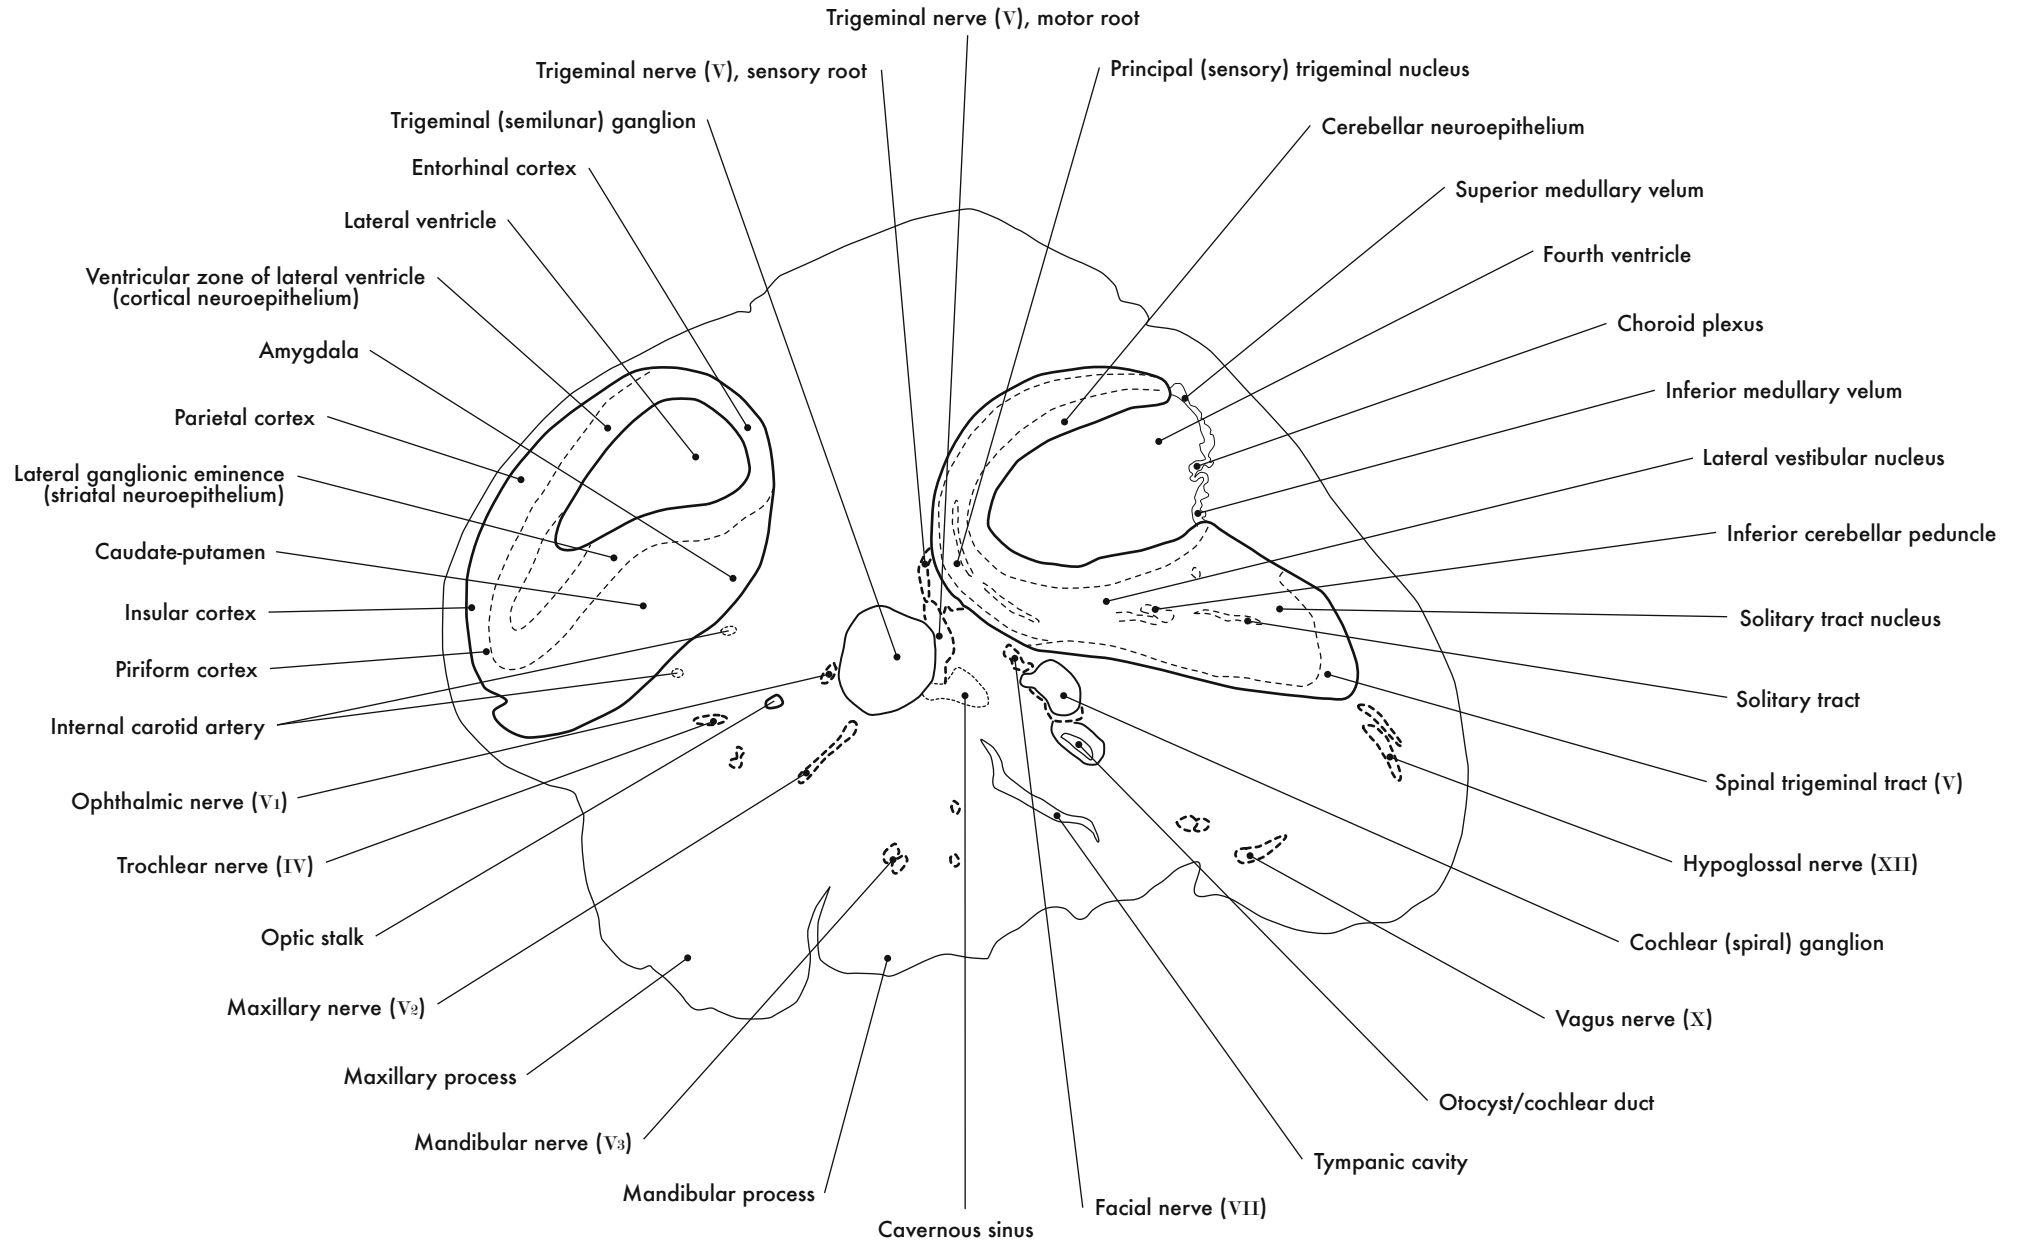 Trigeminal nerve (V), motor root
Trigeminal nerve (V), sensory root
Trigeminal (semilunar) ganglion
Entorhinal cortex
Lateral ventricle
Ventricular zone of lateral ventricle
(cortical neuroepithelium)
Amygdala
Parietal cortex
Lateral ganglionic eminence
(striatal neuroepithelium)
Caudate-putamen
Insular cortex
Piriform cortex
Internal carotid artery
Ophthalmic nerve (V1)
Trochlear nerve (IV)
Optic stalk
Maxillary nerve (V2)
Maxillary process
Mandibular nerve (V3)
Mandibular process
Cavernous sinus
Principal (sensory) trigeminal nucleus
Cerebellar neuroepithelium
Superior medullary velum
Fourth ventricle
Choroid plexus
Inferior medullary velum
Lateral vestibular nucleus
Inferior cerebellar peduncle
Solitary tract nucleus
Solitary tract
Spinal trigeminal tract (V)
Hypoglossal nerve (XII)
Cochlear (spiral) ganglion
Vagus nerve (X)
Otocyst/cochlear duct
Tympanic cavity
Facial nerve (VII)